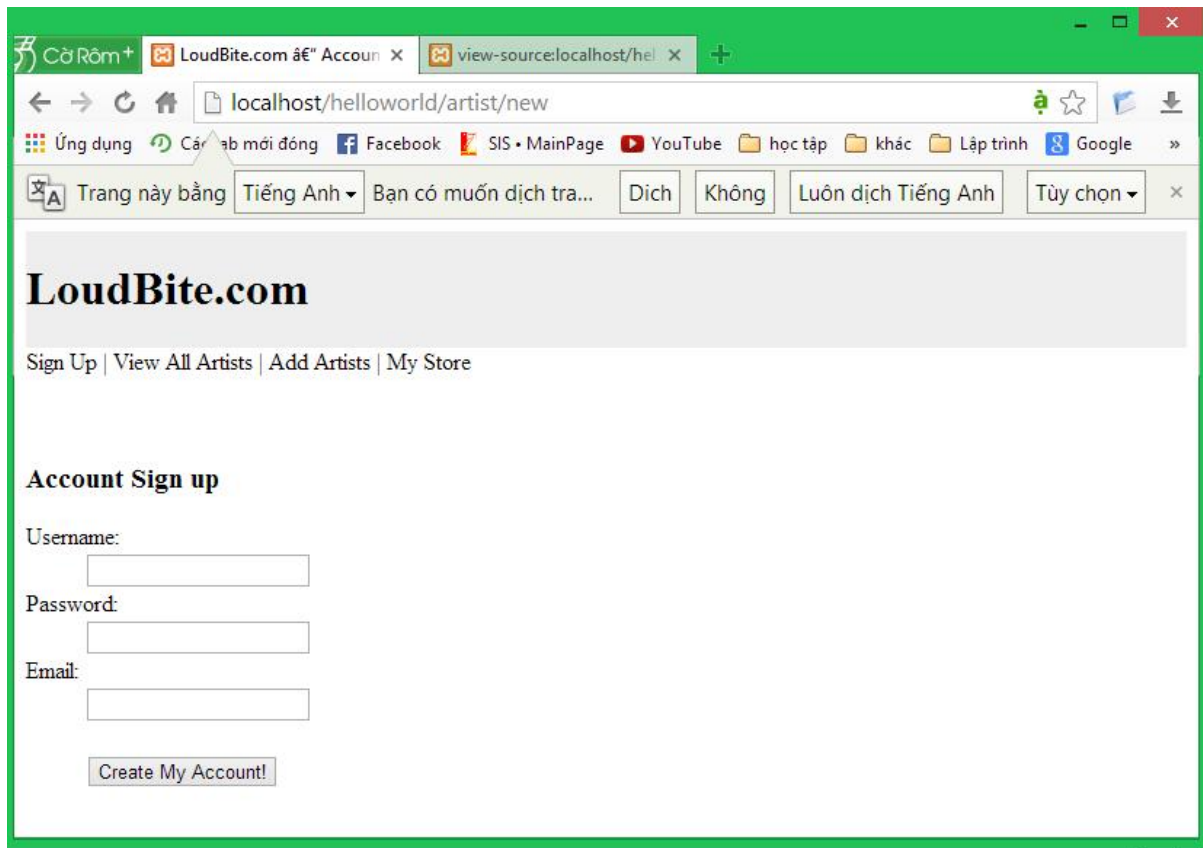 Cờ Rôm+ LoudBite.com â€“ Accoun view-source:localhost/hel
localhost/helloworld/artist/new
Ứng dụng mới đóng Facebook SIS • MainPage YouTube học tập khác Lập trình Google »
Trang này bằng Tiếng Anh Bạn có muốn dịch tra... Dich Không Luôn dịch Tiếng Anh Tùy chọn
LoudBite.com
Sign Up | View All Artists | Add Artists | My Store
Account Sign up
Username:
Password:
Email:
Create My Account!